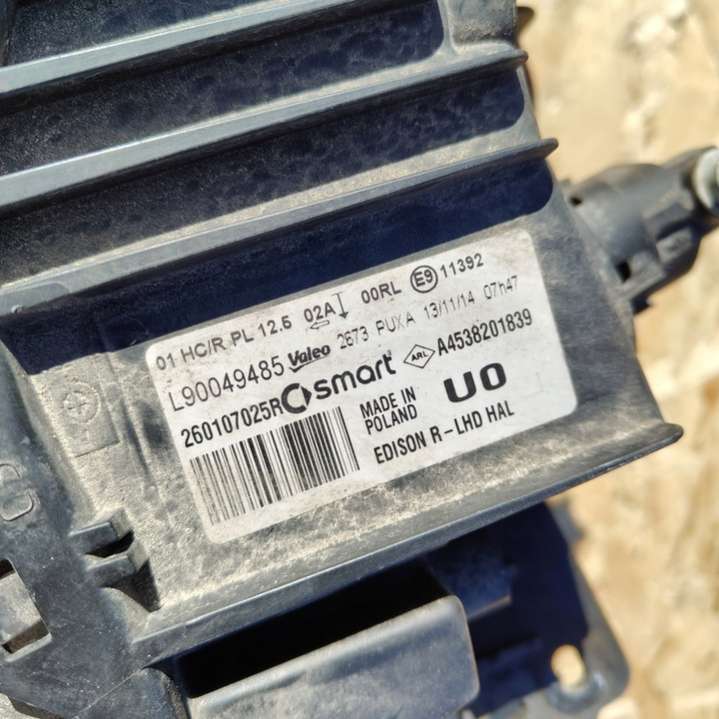 01 HC/R PL 12.5 02A 00RL E9 11392
L90049485 Valeo 2673 PUXA 13/11/14 07h47
260107025R smart ARL A4538201839
MADE IN POLAND U0
EDISON R-LHD HAL